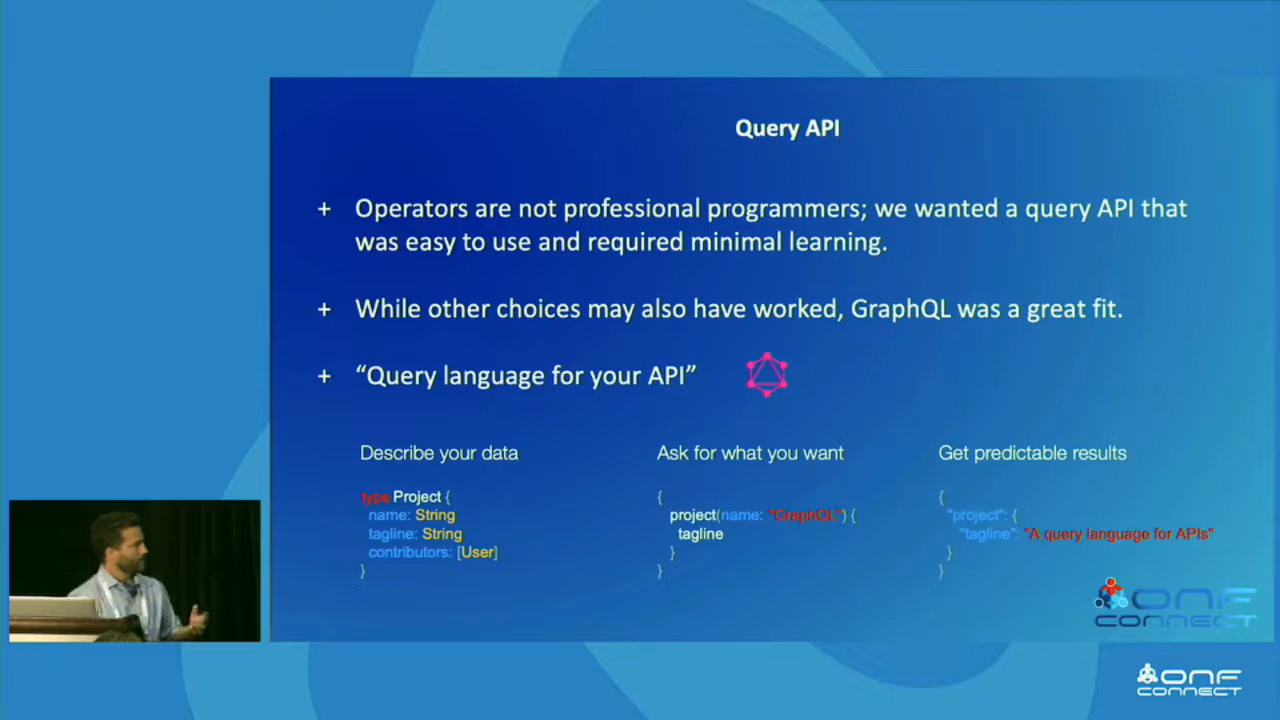 Query API
+ Operators are not professional programmers; we wanted a query API that
was easy to use and required minimal learning.
+ While other choices may also have worked, GraphQL was a great fit.
+ “Query language for your API”
Describe your data
type Project {
name: String
tagline: String
contributors: [User]
}
Ask for what you want
{
project(name: "GraphQL") {
tagline
}
}
Get predictable results
{
"project": {
"tagline": "A query language for APIs"
}
}
ONF
CONNECT
ONF
CONNECT